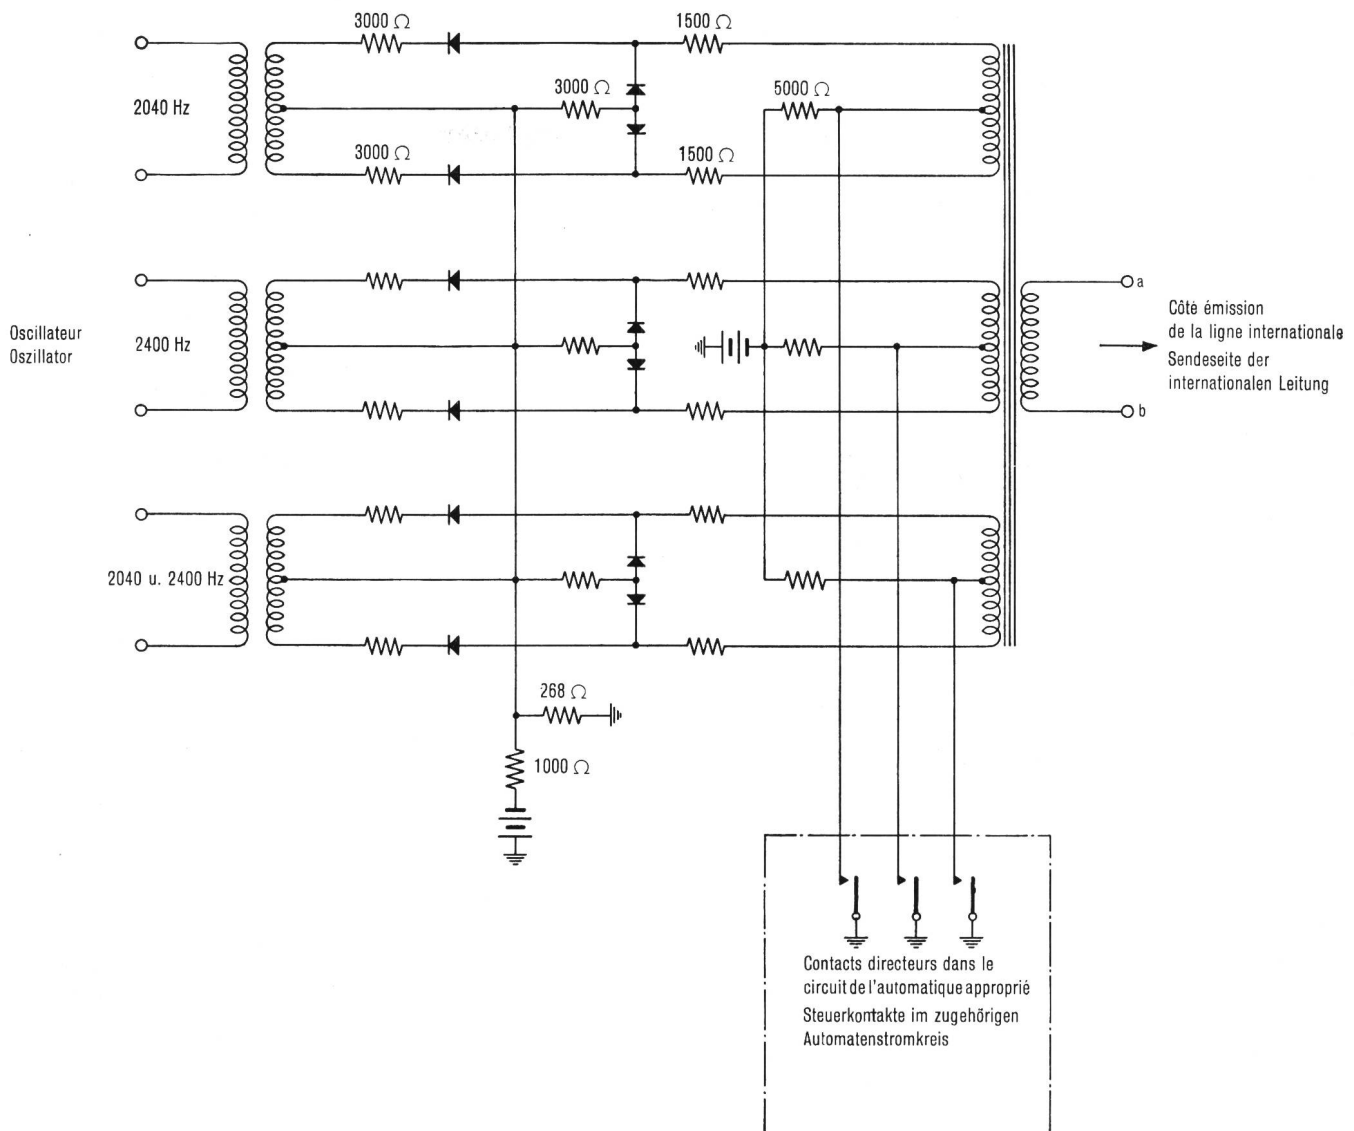 3000 Ω
1500 Ω
2040 Hz
3000 Ω
5000 Ω
3000 Ω
1500 Ω
Oscillateur
Oszillator
2400 Hz
a
Côté émission
de la ligne internationale
Sendeseite der
internationalen Leitung
b
2040 u. 2400 Hz
268 Ω
1000 Ω
Contacts directeurs dans le
circuit de l'automatique approprié
Steuerkontakte im zugehörigen
Automatenstromkreis